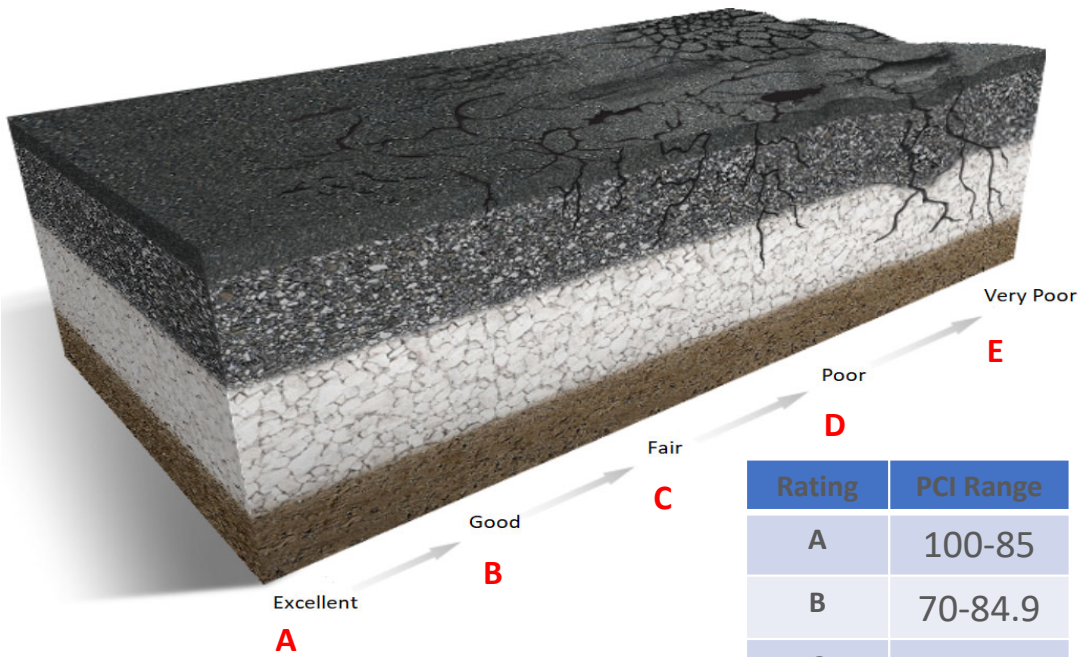 Very Poor
E
Poor
D
Fair
C
Good
B
Excellent
A
Rating PCI Range
A 100-85
B 70-84.9